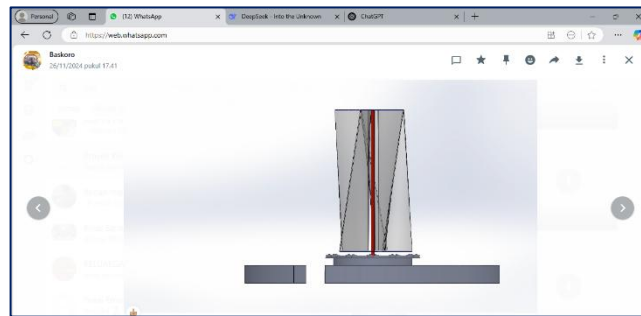 Personal
(12) WhatsApp
DeepSeek - Into the Unknown
ChatGPT
https://web.whatsapp.com
Baskoro
26/11/2024 pukul 17.41